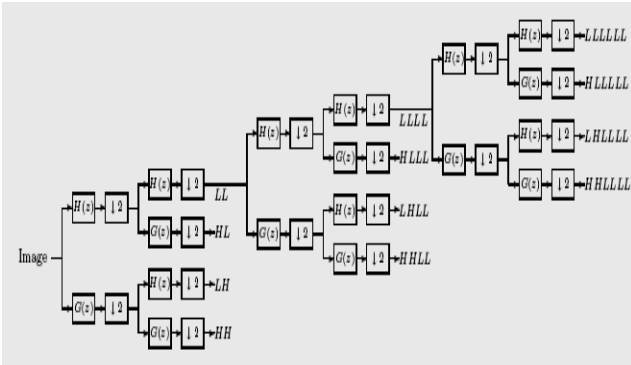 H(z) ↓2 LLLLLL
H(z) ↓2
G(z) ↓2 HLLLLL
H(z) ↓2
LLLL
H(z) ↓2
H(z) ↓2 LHLLLL
G(z) ↓2 HLLL
G(z) ↓2
G(z) ↓2 HHLLLL
H(z) ↓2
LL
H(z) ↓2 LHLL
H(z) ↓2
G(z) ↓2 HL
G(z) ↓2
G(z) ↓2 HHLL
Image
H(z) ↓2 LH
G(z) ↓2
G(z) ↓2 HH